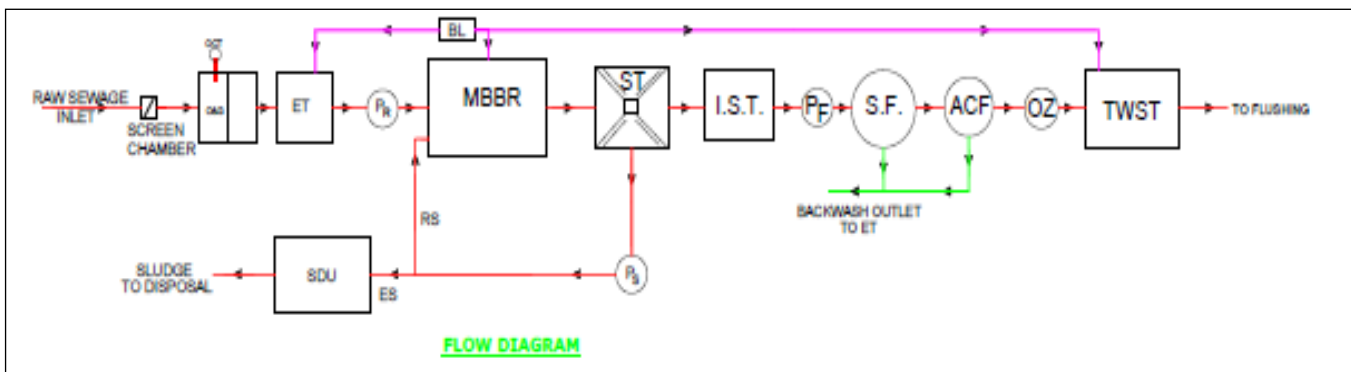 BL
OGT
RAW SEWAGE
INLET
SCREEN
CHAMBER
ET
PR
MBBR
ST
I.S.T.
PF
S.F.
ACF
OZ
TWST
TO FLUSHING
BACKWASH OUTLET
TO ET
RS
SLUDGE
TO DISPOSAL
SDU
ES
PS
FLOW DIAGRAM